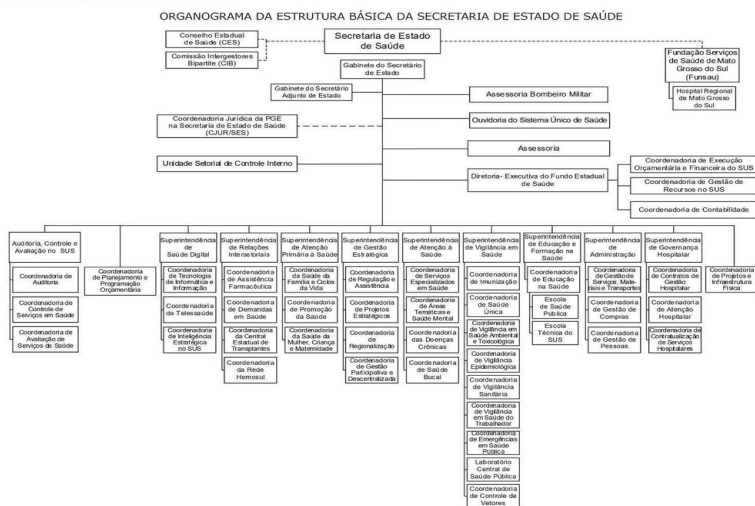 ORGANOGRAMA DA ESTRUTURA BÁSICA DA SECRETARIA DE ESTADO DE SAÚDE
Conselho Estadual
de Saúde (CES)
Comissão Intergestores
Bipartite (CIB)
Secretaria de Estado
de Saúde
Fundação Serviços
de Saúde de Mato
Grosso do Sul
(Funsau)
Hospital Regional
de Mato Grosso
do Sul
Gabinete do Secretário
de Estado
Gabinete do Secretário
Adjunto de Estado
Assessoria Bombeiro Militar
Coordenadoria Jurídica da PGE
na Secretaria de Estado de Saúde
(CJUR/SES)
Ouvidoria do Sistema Único de Saúde
Assessoria
Unidade Setorial de Controle Interno
Diretoria- Executiva do Fundo Estadual
de Saúde
Coordenadoria de Execução
Orçamentária e Financeira do SUS
Coordenadoria de Gestão de
Recursos no SUS
Coordenadoria de Contabilidade
Auditoria, Controle e
Avaliação no SUS
Coordenadoria de
Auditoria
Coordenadoria de
Controle de
Serviços em Saúde
Coordenadoria de
Avaliação de
Serviços de Saúde
Coordenadoria
de Planejamento e
Programação
Orçamentária
Superintendência
de
Saúde Digital
Coordenadoria
de Tecnologia
de Informática e
Informação
Coordenadoria
de Telessaúde
Coordenadoria
de Inteligência
Estratégica
no SUS
Superintendência
de Relações
Intersetoriais
Coordenadoria
de Assistência
Farmacêutica
Coordenadoria
de Demandas
em Saúde
Coordenadoria
da Central
Estadual de
Transplantes
Coordenadoria
da Rede
Hemosul
Superintendência
de Atenção
Primária à Saúde
Coordenadoria
da Saúde da
Família e Ciclos
da Vida
Coordenadoria
de Promoção
da Saúde
Coordenadoria
da Saúde da
Mulher, Criança
e Maternidade
Superintendência
de Gestão
Estratégica
Coordenadoria
de Regulação e
Assistência
Coordenadoria
de Projetos
Estratégicos
Coordenadoria
de
Regionalização
Coordenadoria
de Gestão
Participativa e
Descentralizada
Superintendência
de Atenção à
Saúde
Coordenadoria
de Serviços
Especializados
em Saúde
Coordenadoria
de Áreas
Temáticas e
Saúde Mental
Coordenadoria
das Doenças
Crônicas
Coordenadoria
de Saúde
Bucal
Superintendência
de Vigilância em
Saúde
Coordenadoria
de Imunização
Coordenadoria
de Saúde
Única
Coordenadoria
de Vigilância em
Saúde Ambiental
e Toxicológica
Coordenadoria
de Vigilância
Epidemiológica
Coordenadoria
de Vigilância
Sanitária
Coordenadoria
de Vigilância
em Saúde do
Trabalhador
Coordenadoria
de Emergências
em Saúde
Pública
Laboratório
Central de
Saúde Pública
Coordenadoria
de Controle de
Vetores
Superintendência
de Educação e
Formação na
Saúde
Coordenadoria
de Educação
na Saúde
Escola
de Saúde
Pública
Escola
Técnica do
SUS
Superintendência
de
Administração
Coordenadoria
de Gestão de
Serviços, Mate-
riais e Transportes
Coordenadoria
de Gestão de
Compras
Coordenadoria
de Gestão de
Pessoas
Superintendência
de Governança
Hospitalar
Coordenadoria
de Contratos de
Gestão
Hospitalar
Coordenadoria
de Atenção
Hospitalar
Coordenadoria de
Contratualização
de Serviços
Hospitalares
Coordenadoria
de Projetos e
Infraestrutura
Física